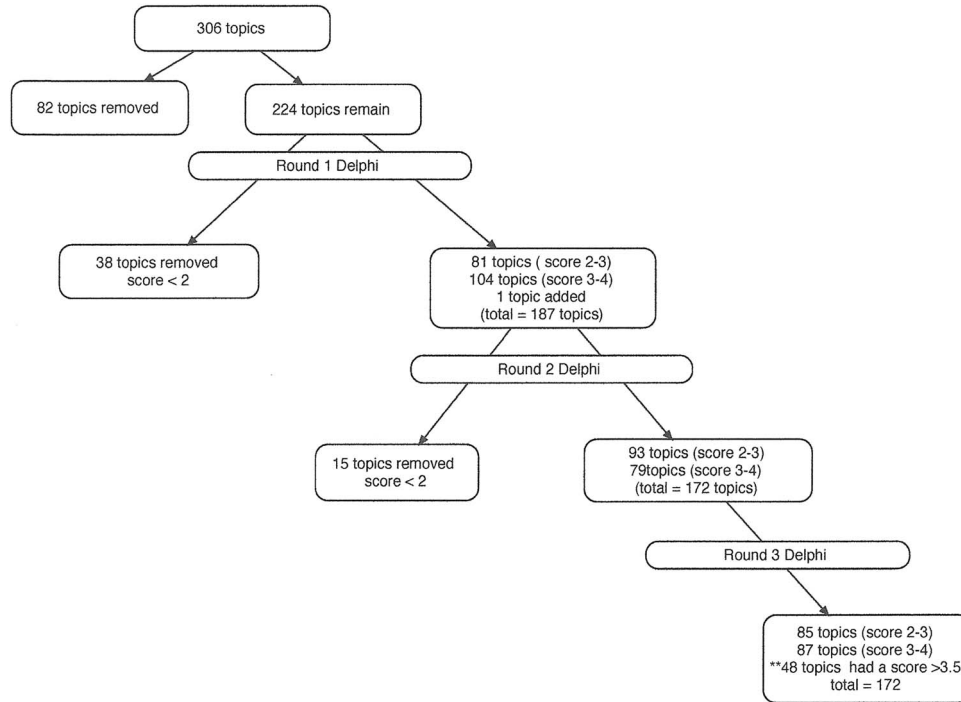 306 topics
82 topics removed
224 topics remain
Round 1 Delphi
38 topics removed
score < 2
81 topics ( score 2-3)
104 topics (score 3-4)
1 topic added
(total = 187 topics)
Round 2 Delphi
15 topics removed
score < 2
93 topics (score 2-3)
79topics (score 3-4)
(total = 172 topics)
Round 3 Delphi
85 topics (score 2-3)
87 topics (score 3-4)
**48 topics had a score >3.5
total = 172